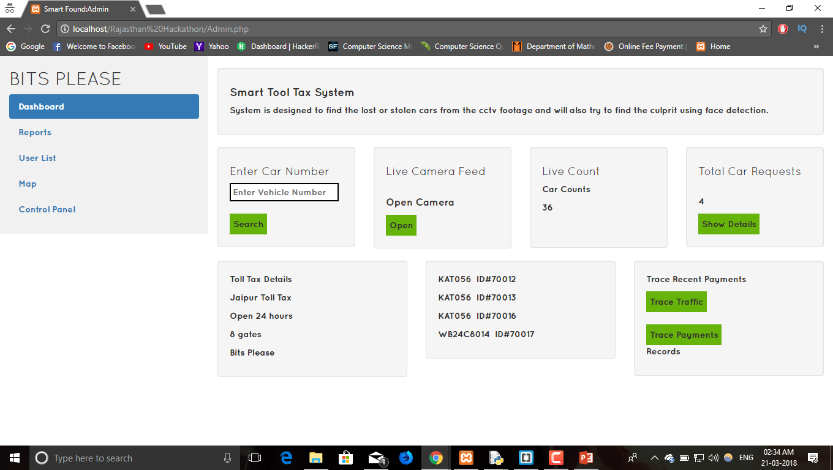 Smart Found:Admin
localhost/Rajasthan%20Hackathon/Admin.php
IQ
Google
Welcome to Faceboo
YouTube
Yahoo
Dashboard | HackerR
Computer Science M
Computer Science Q
Department of Math
Online Fee Payment
Home
BITS PLEASE
Dashboard
Reports
User List
Map
Control Panel
Smart Tool Tax System
System is designed to find the lost or stolen cars from the cctv footage and will also try to find the culprit using face detection.
Enter Car Number
Enter Vehicle Number
Search
Live Camera Feed
Open Camera
Open
Live Count
Car Counts
36
Total Car Requests
4
Show Details
Toll Tax Details
Jaipur Toll Tax
Open 24 hours
8 gates
Bits Please
KAT056 ID#70012
KAT056 ID#70013
KAT056 ID#70016
WB24C8014 ID#70017
Trace Recent Payments
Trace Traffic
Trace Payments
Records
Type here to search
ENG
02:34 AM
21-03-2018